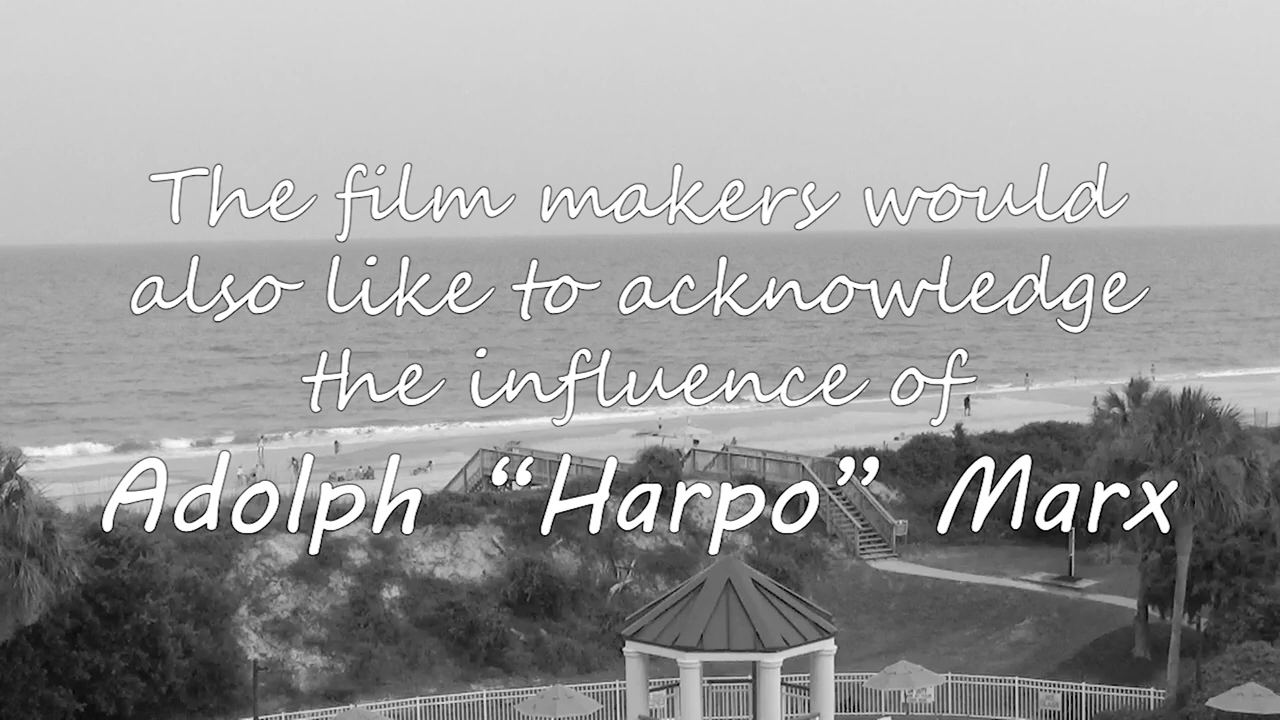 The film makers would
also like to acknowledge
the influence of
Adolph “Harpo” Marx